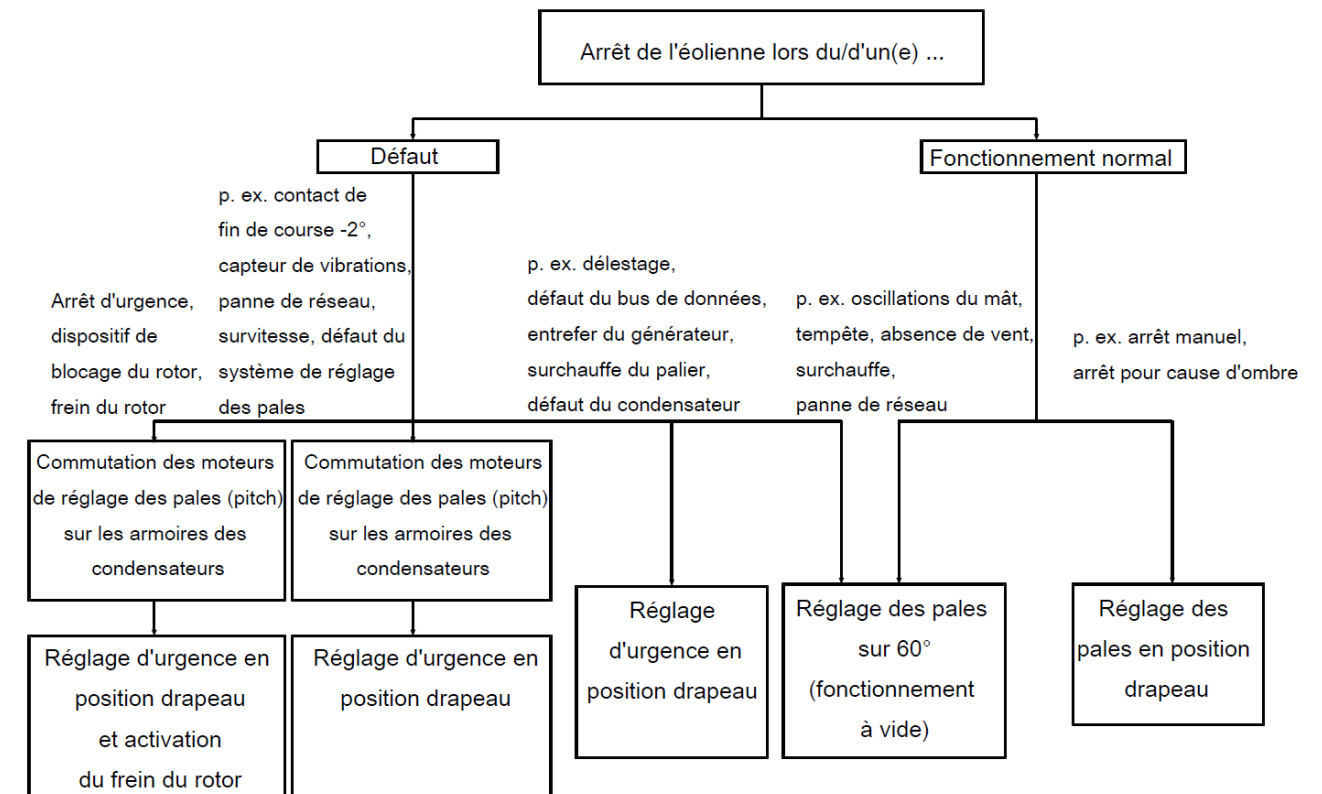 Arrêt de l'éolienne lors du/d'un(e) ...
Défaut
Fonctionnement normal
Arrêt d'urgence,
dispositif de
blocage du rotor,
frein du rotor
p. ex. contact de
fin de course -2°,
capteur de vibrations,
panne de réseau,
survitesse, défaut du
système de réglage
des pales
p. ex. délestage,
défaut du bus de données,
entrefer du générateur,
surchauffe du palier,
défaut du condensateur
p. ex. oscillations du mât,
tempête, absence de vent,
surchauffe,
panne de réseau
p. ex. arrêt manuel,
arrêt pour cause d'ombre
Commutation des moteurs
de réglage des pales (pitch)
sur les armoires des
condensateurs
Commutation des moteurs
de réglage des pales (pitch)
sur les armoires des
condensateurs
Réglage d'urgence en
position drapeau
et activation
du frein du rotor
Réglage d'urgence en
position drapeau
Réglage
d'urgence en
position drapeau
Réglage des pales
sur 60°
(fonctionnement
à vide)
Réglage des
pales en position
drapeau